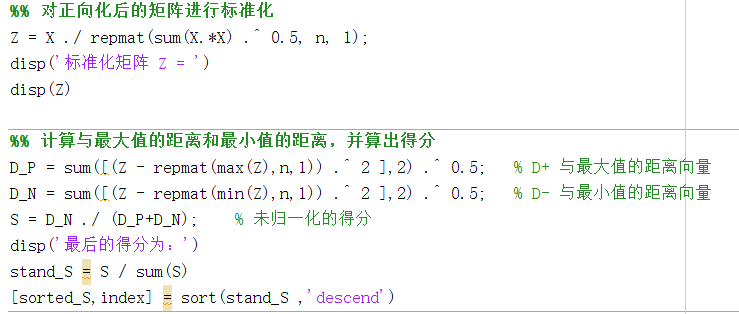 %% 对正向化后的矩阵进行标准化
Z = X ./ repmat(sum(X.*X) .^ 0.5, n, 1);
disp('标准化矩阵 Z = ')
disp(Z)
%% 计算与最大值的距离和最小值的距离，并算出得分
D_P = sum([(Z - repmat(max(Z),n,1)) .^ 2 ],2) .^ 0.5;   % D+ 与最大值的距离向量
D_N = sum([(Z - repmat(min(Z),n,1)) .^ 2 ],2) .^ 0.5;   % D- 与最小值的距离向量
S = D_N ./ (D_P+D_N);    % 未归一化的得分
disp('最后的得分为：')
stand_S = S / sum(S)
[sorted_S,index] = sort(stand_S ,'descend')